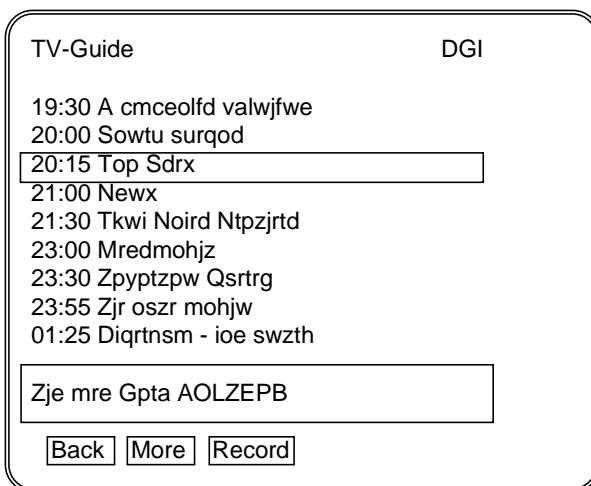 TV-Guide DGI
19:30 A cmceolfd valwjfwe
20:00 Sowtu surqod
20:15 Top Sdrx
21:00 Newx
21:30 Tkwi Noird Ntpzjrtd
23:00 Mredmohjz
23:30 Zpyptzpw Qsrtrg
23:55 Zjr oszr mohjw
01:25 Diqrtnsm - ioe swzth
Zje mre Gpta AOLZEPB
Back More Record